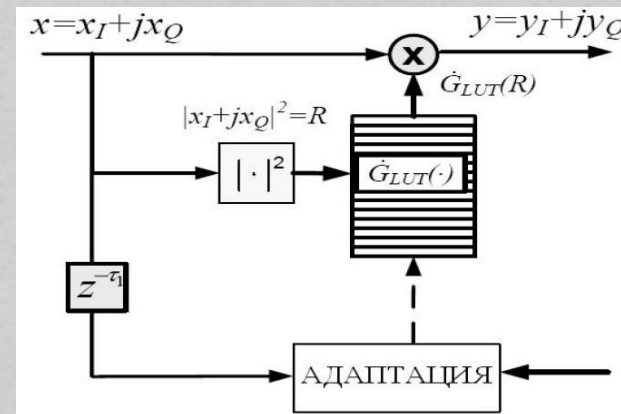 x=x_I+jx_Q
y=y_I+jy_Q
x
Ġ_LUT(R)
|x_I+jx_Q|²=R
|·|²
Ġ_LUT(·)
z^−τ₁
АДАПТАЦИЯ